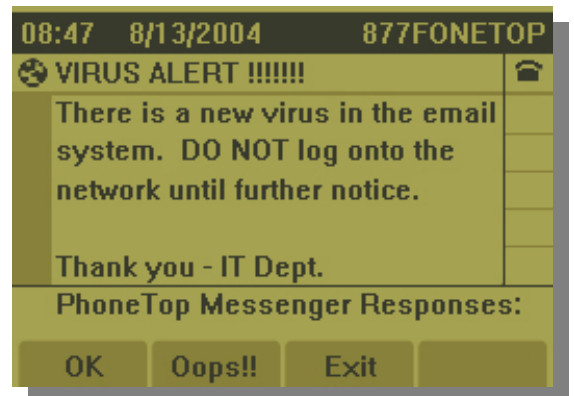 08:47 8/13/2004 877FONETOP
VIRUS ALERT !!!!!!!
There is a new virus in the email
system. DO NOT log onto the
network until further notice.
Thank you - IT Dept.
PhoneTop Messenger Responses:
OK Oops!! Exit